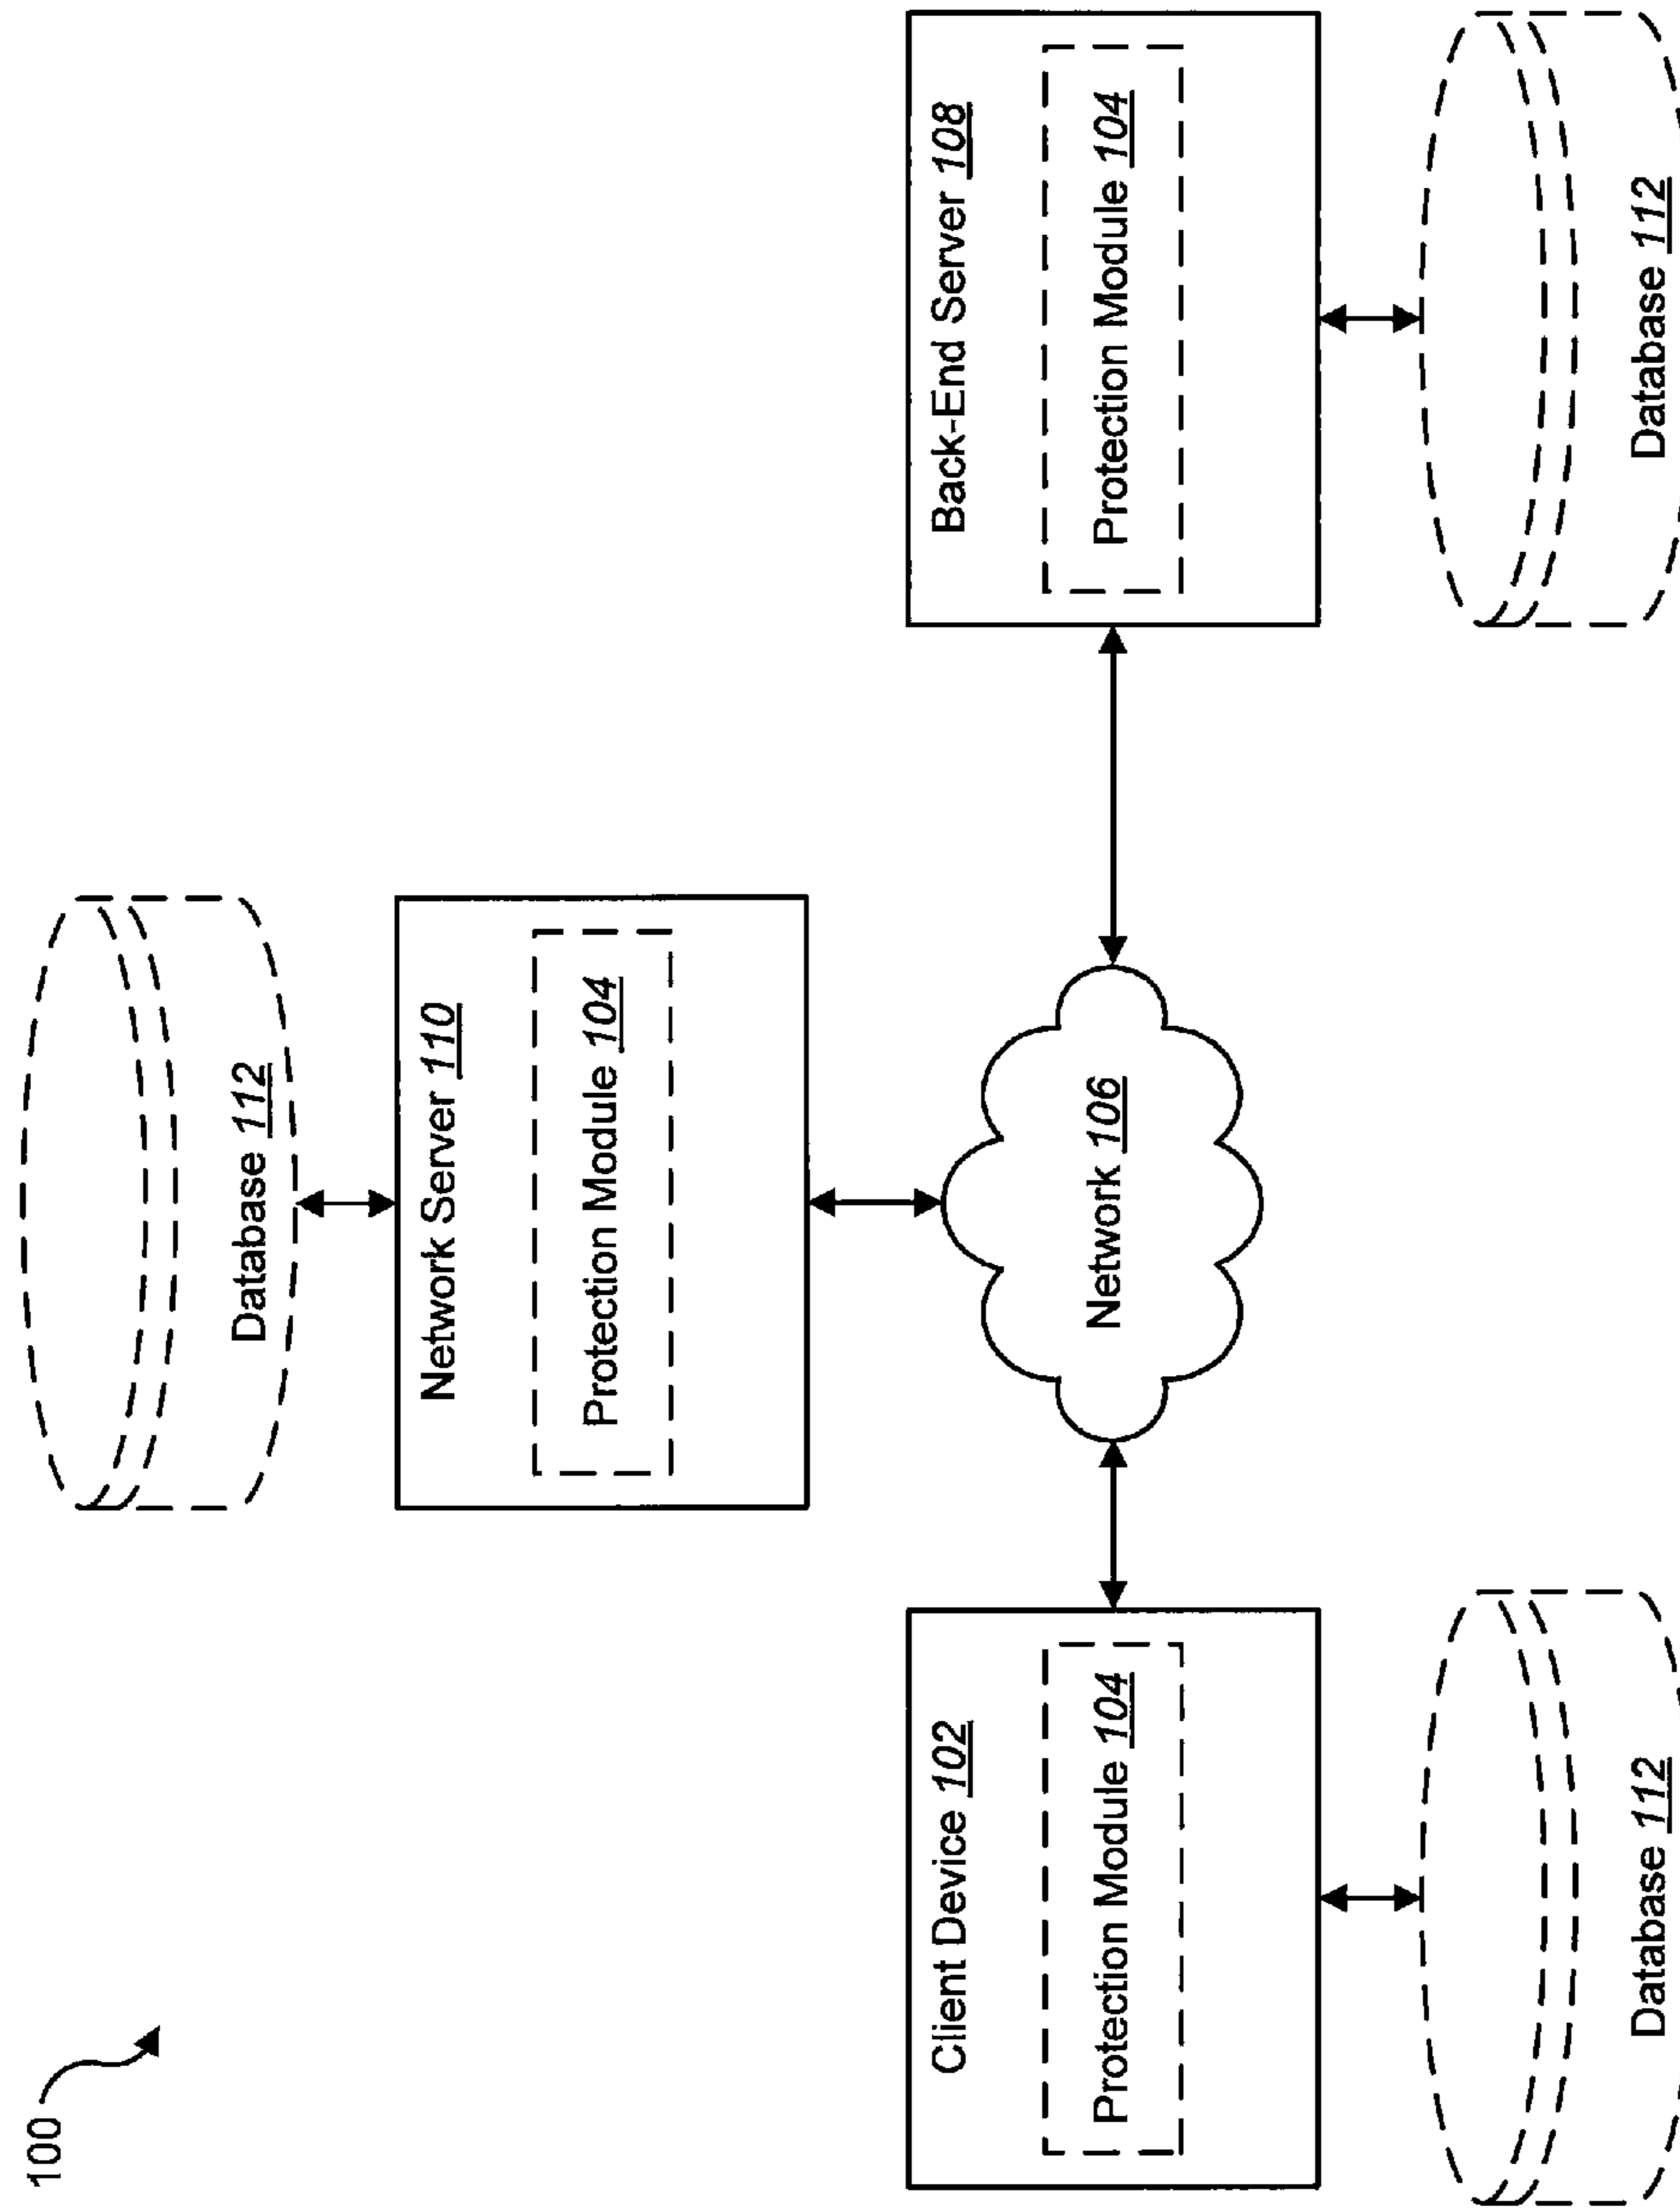 100
Database 112
Network Server 110
Protection Module 104
Client Device 102
Protection Module 104
Network 106
Back-End Server 108
Protection Module 104
Database 112
Database 112